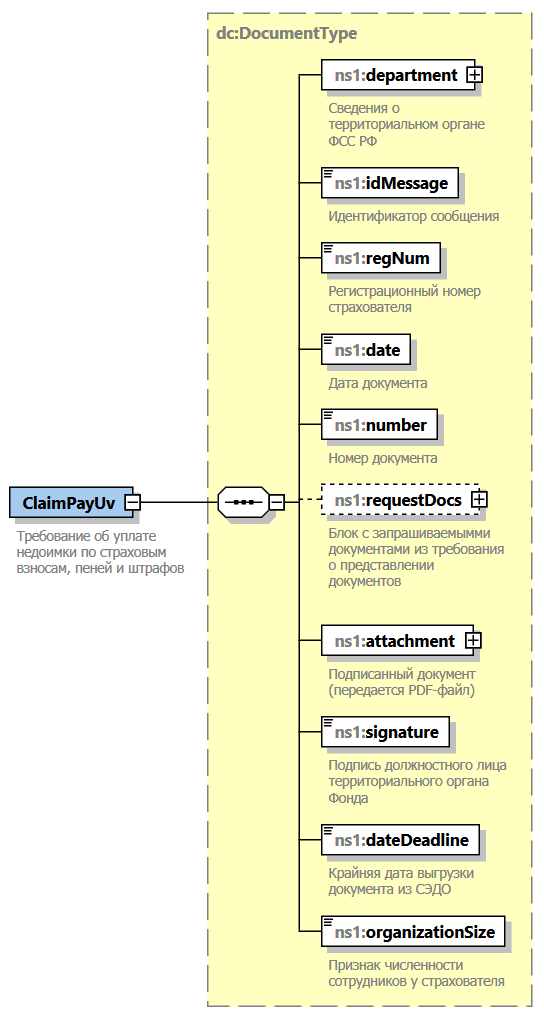 dc:DocumentType
ns1:department
Сведения о
территориальном органе
ФСС РФ
ns1:idMessage
Идентификатор сообщения
ns1:regNum
Регистрационный номер
страхователя
ns1:date
Дата документа
ns1:number
Номер документа
ClaimPayUv
Требование об уплате
недоимки по страховым
взносам, пеней и штрафов
ns1:requestDocs
Блок с запрашиваемымми
документами из требования
о представлении
документов
ns1:attachment
Подписанный документ
(передается PDF-файл)
ns1:signature
Подпись должностного лица
территориального органа
Фонда
ns1:dateDeadline
Крайняя дата выгрузки
документа из СЭДО
ns1:organizationSize
Признак численности
сотрудников у страхователя